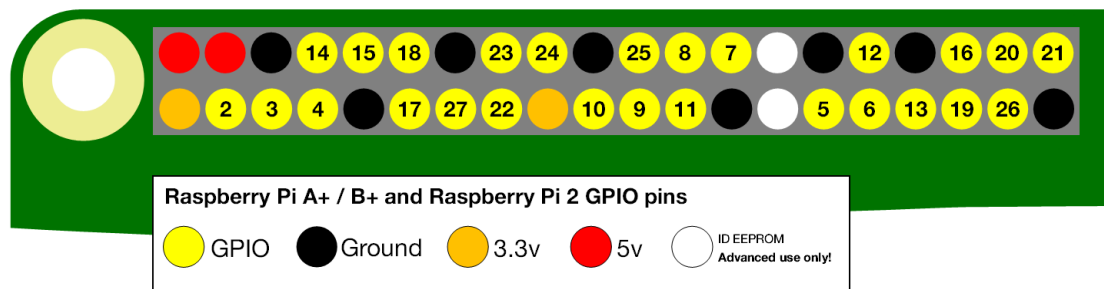 14 15 18 23 24 25 8 7 12 16 20 21
2 3 4 17 27 22 10 9 11 5 6 13 19 26
Raspberry Pi A+ / B+ and Raspberry Pi 2 GPIO pins
GPIO Ground 3.3v 5v ID EEPROM
Advanced use only!